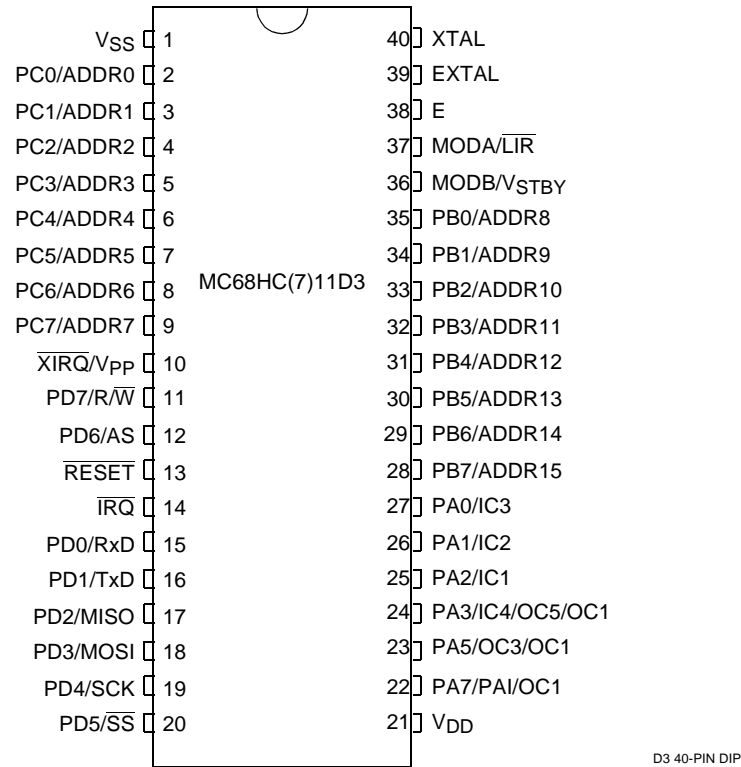 VSS 1 40 XTAL
PC0/ADDR0 2 39 EXTAL
PC1/ADDR1 3 38 E
PC2/ADDR2 4 37 MODA/L̅I̅R̅
PC3/ADDR3 5 36 MODB/VSTBY
PC4/ADDR4 6 35 PB0/ADDR8
PC5/ADDR5 7 34 PB1/ADDR9
MC68HC(7)11D3
PC6/ADDR6 8 33 PB2/ADDR10
PC7/ADDR7 9 32 PB3/ADDR11
X̅I̅R̅Q̅/VPP 10 31 PB4/ADDR12
PD7/R/W̅ 11 30 PB5/ADDR13
PD6/AS 12 29 PB6/ADDR14
R̅E̅S̅E̅T̅ 13 28 PB7/ADDR15
I̅R̅Q̅ 14 27 PA0/IC3
PD0/RxD 15 26 PA1/IC2
PD1/TxD 16 25 PA2/IC1
PD2/MISO 17 24 PA3/IC4/OC5/OC1
PD3/MOSI 18 23 PA5/OC3/OC1
PD4/SCK 19 22 PA7/PAI/OC1
PD5/S̅S̅ 20 21 VDD
D3 40-PIN DIP